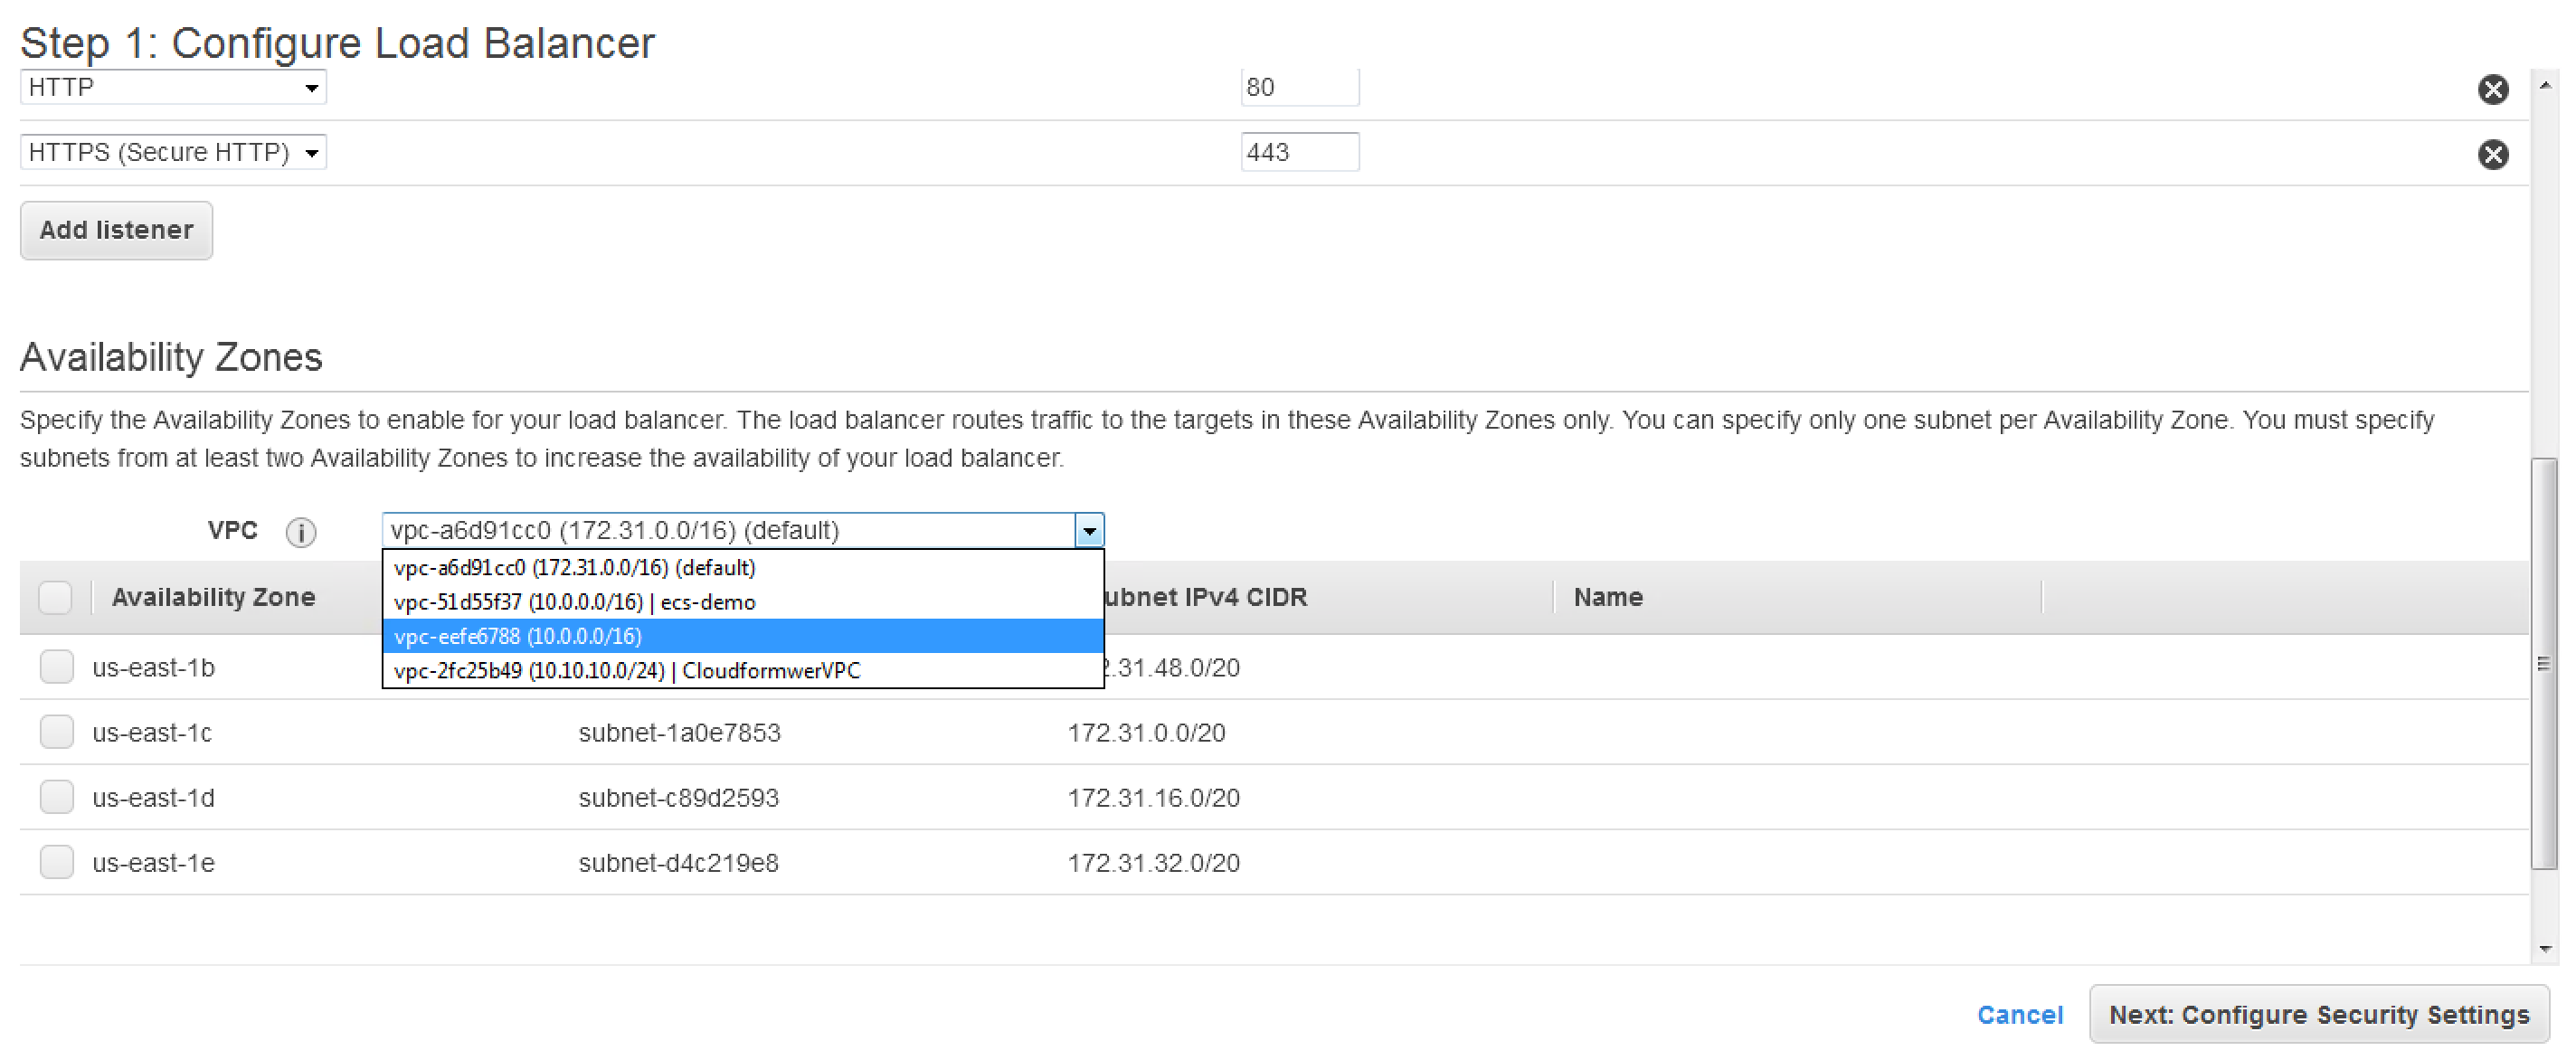 Step 1: Configure Load Balancer
HTTP 80
HTTPS (Secure HTTP) 443
Add listener
Availability Zones
Specify the Availability Zones to enable for your load balancer. The load balancer routes traffic to the targets in these Availability Zones only. You can specify only one subnet per Availability Zone. You must specify
subnets from at least two Availability Zones to increase the availability of your load balancer.
VPC i vpc-a6d91cc0 (172.31.0.0/16) (default)
vpc-a6d91cc0 (172.31.0.0/16) (default)
vpc-51d55f37 (10.0.0.0/16) | ecs-demo
vpc-eefe6788 (10.0.0.0/16)
vpc-2fc25b49 (10.10.10.0/24) | CloudformwerVPC
Availability Zone ubnet IPv4 CIDR Name
us-east-1b .31.48.0/20
us-east-1c subnet-1a0e7853 172.31.0.0/20
us-east-1d subnet-c89d2593 172.31.16.0/20
us-east-1e subnet-d4c219e8 172.31.32.0/20
Cancel Next: Configure Security Settings